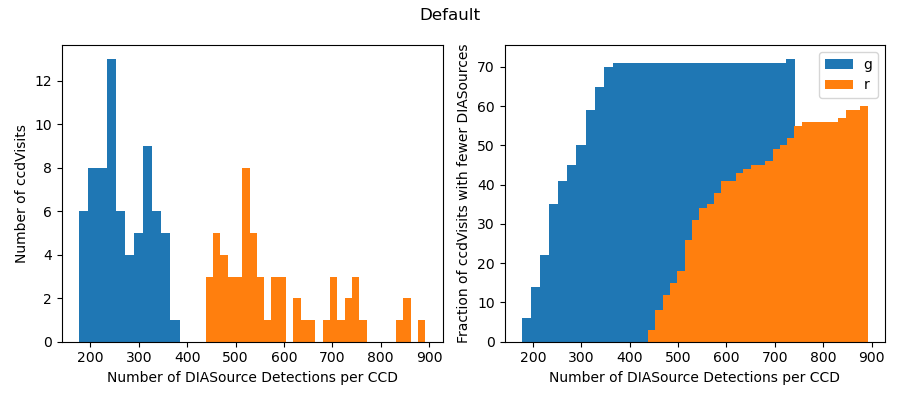 Default
Number of ccdVisits
0
2
4
6
8
10
12
200 300 400 500 600 700 800 900
Number of DIASource Detections per CCD
Fraction of ccdVisits with fewer DIASources
0
10
20
30
40
50
60
70
g
r
200 300 400 500 600 700 800 900
Number of DIASource Detections per CCD